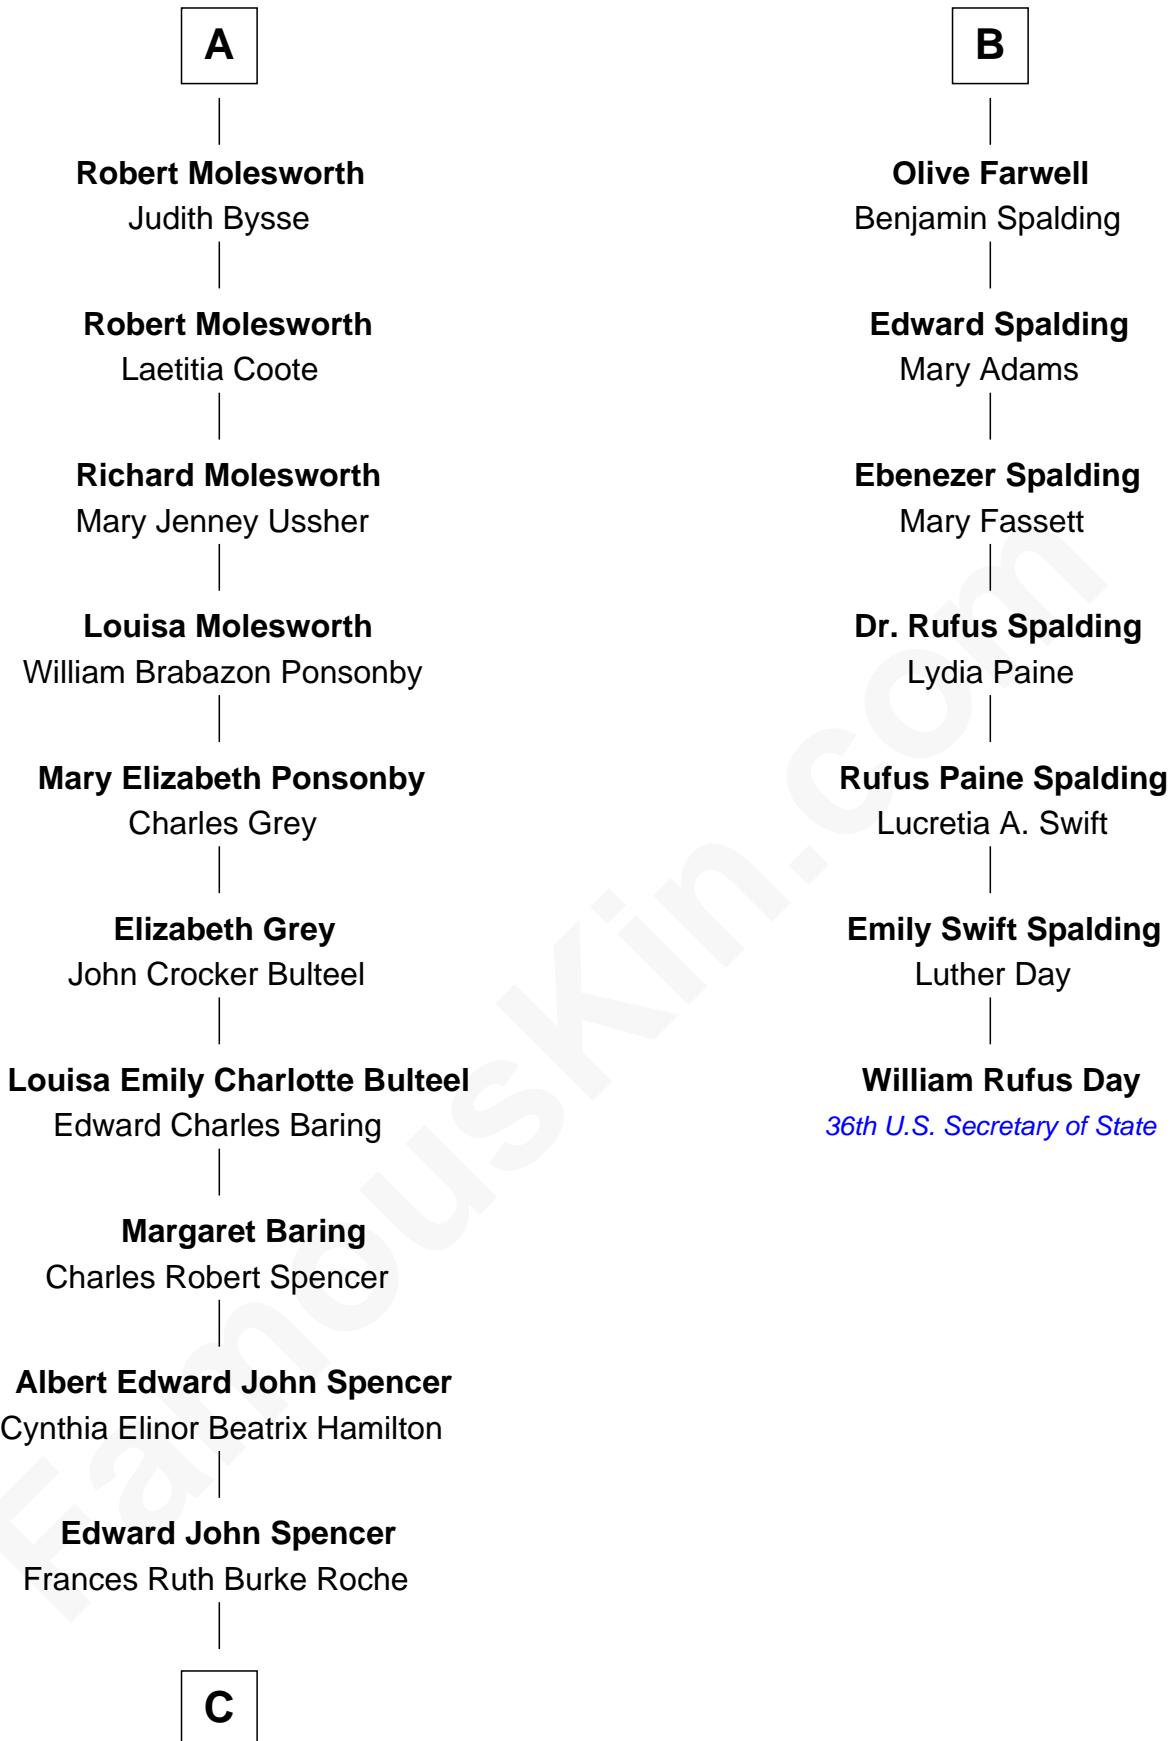 A
Robert Molesworth
Judith Bysse
Robert Molesworth
Laetitia Coote
Richard Molesworth
Mary Jenney Ussher
Louisa Molesworth
William Brabazon Ponsonby
Mary Elizabeth Ponsonby
Charles Grey
Elizabeth Grey
John Crocker Bulteel
Louisa Emily Charlotte Bulteel
Edward Charles Baring
Margaret Baring
Charles Robert Spencer
Albert Edward John Spencer
Cynthia Elinor Beatrix Hamilton
Edward John Spencer
Frances Ruth Burke Roche
C
B
Olive Farwell
Benjamin Spalding
Edward Spalding
Mary Adams
Ebenezer Spalding
Mary Fassett
Dr. Rufus Spalding
Lydia Paine
Rufus Paine Spalding
Lucretia A. Swift
Emily Swift Spalding
Luther Day
William Rufus Day
36th U.S. Secretary of State
FamousKin.com